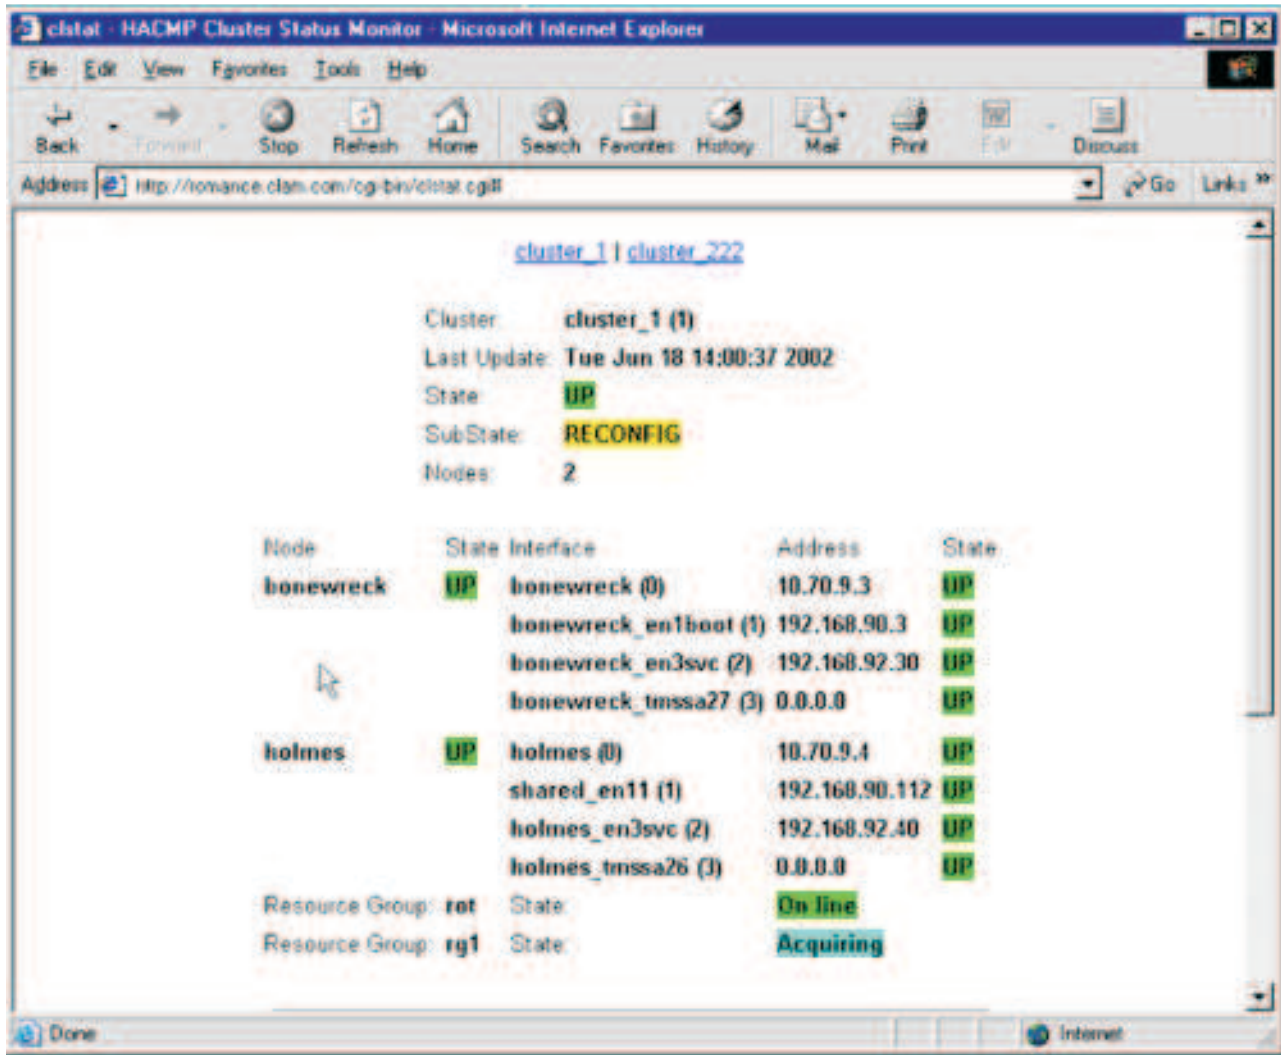 clstat - HACMP Cluster Status Monitor - Microsoft Internet Explorer
File Edit View Favorites Tools Help
Back Forward Stop Refresh Home Search Favorites History Mail Print Edit Discuss
Address http://romance.clam.com/cgi-bin/clstat.cgi# Go Links »
cluster_1 | cluster_222
Cluster: cluster_1 (1)
Last Update: Tue Jun 18 14:00:37 2002
State: UP
SubState: RECONFIG
Nodes: 2
Node State Interface Address State
bonewreck UP bonewreck (0) 10.70.9.3 UP
bonewreck_en1boot (1) 192.168.90.3 UP
bonewreck_en3svc (2) 192.168.92.30 UP
bonewreck_tmssa27 (3) 0.0.0.0 UP
holmes UP holmes (0) 10.70.9.4 UP
shared_en11 (1) 192.168.90.112 UP
holmes_en3svc (2) 192.168.92.40 UP
holmes_tmssa26 (3) 0.0.0.0 UP
Resource Group: rot State: On line
Resource Group: rg1 State: Acquiring
Done Internet